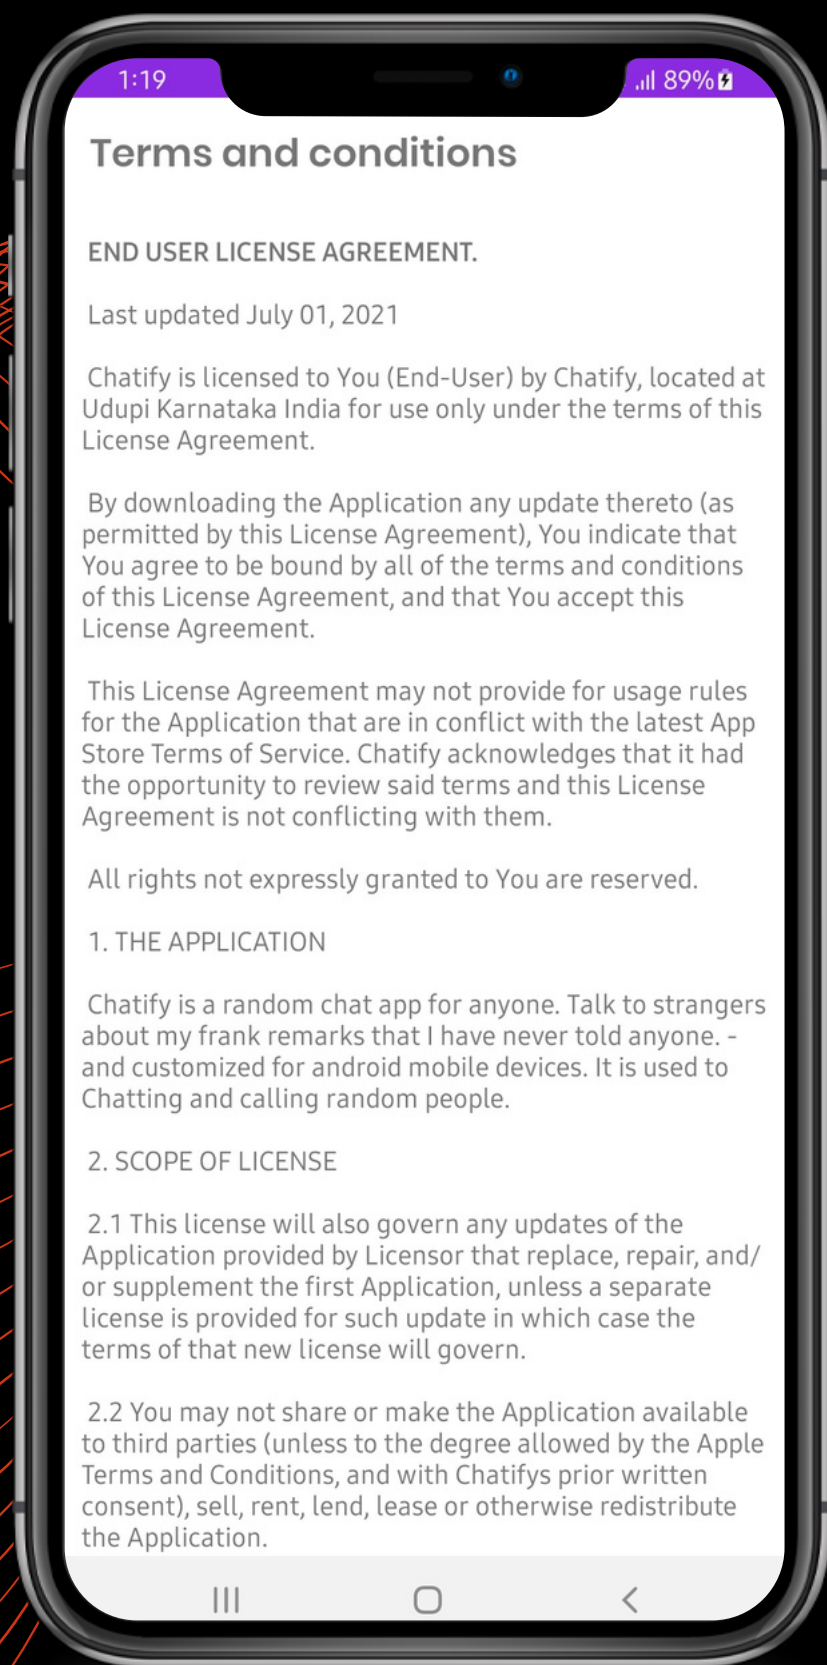 1:19
89%
Terms and conditions
END USER LICENSE AGREEMENT.
Last updated July 01, 2021
Chatify is licensed to You (End-User) by Chatify, located at
Udupi Karnataka India for use only under the terms of this
License Agreement.
By downloading the Application any update thereto (as
permitted by this License Agreement), You indicate that
You agree to be bound by all of the terms and conditions
of this License Agreement, and that You accept this
License Agreement.
This License Agreement may not provide for usage rules
for the Application that are in conflict with the latest App
Store Terms of Service. Chatify acknowledges that it had
the opportunity to review said terms and this License
Agreement is not conflicting with them.
All rights not expressly granted to You are reserved.
1. THE APPLICATION
Chatify is a random chat app for anyone. Talk to strangers
about my frank remarks that I have never told anyone. -
and customized for android mobile devices. It is used to
Chatting and calling random people.
2. SCOPE OF LICENSE
2.1 This license will also govern any updates of the
Application provided by Licensor that replace, repair, and/
or supplement the first Application, unless a separate
license is provided for such update in which case the
terms of that new license will govern.
2.2 You may not share or make the Application available
to third parties (unless to the degree allowed by the Apple
Terms and Conditions, and with Chatifys prior written
consent), sell, rent, lend, lease or otherwise redistribute
the Application.